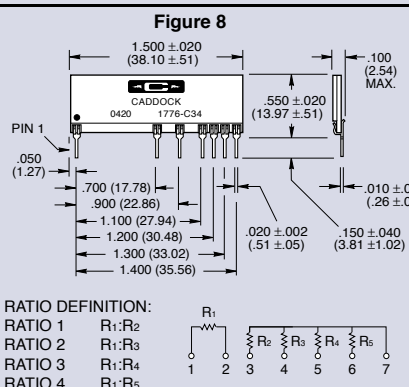 Figure 8
1.500 ±.020
(38.10 ±.51)
.100
(2.54)
MAX.
CADDOCK
0420 1776-C34
.550 ±.020
(13.97 ±.51)
PIN 1
.050
(1.27)
.700 (17.78)
.900 (22.86)
1.100 (27.94)
1.200 (30.48)
1.300 (33.02)
1.400 (35.56)
.020 ±.002
(.51 ±.05)
.010 ±.0
(.26 ±.0
.150 ±.040
(3.81 ±1.02)
RATIO DEFINITION:
RATIO 1 R1:R2
RATIO 2 R1:R3
RATIO 3 R1:R4
RATIO 4 R1:R5
R1
R2 R3 R4 R5
1 2 3 4 5 6 7